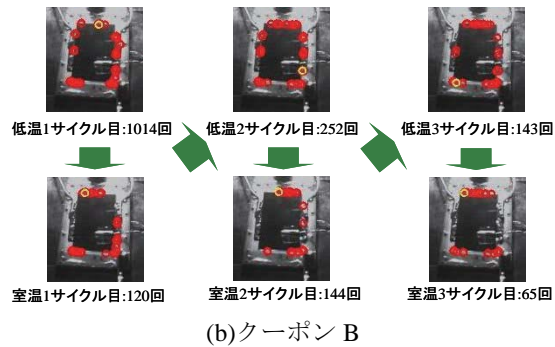 低温1サイクル目:1014回 低温2サイクル目:252回 低温3サイクル目:143回
室温1サイクル目:120回 室温2サイクル目:144回 室温3サイクル目:65回
(b)クーポン B